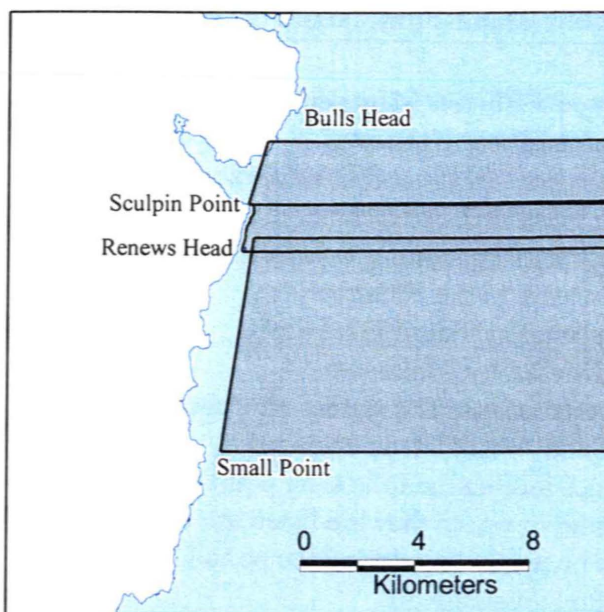 Bulls Head
Sculpin Point
Renews Head
Small Point
0 4 8
Kilometers